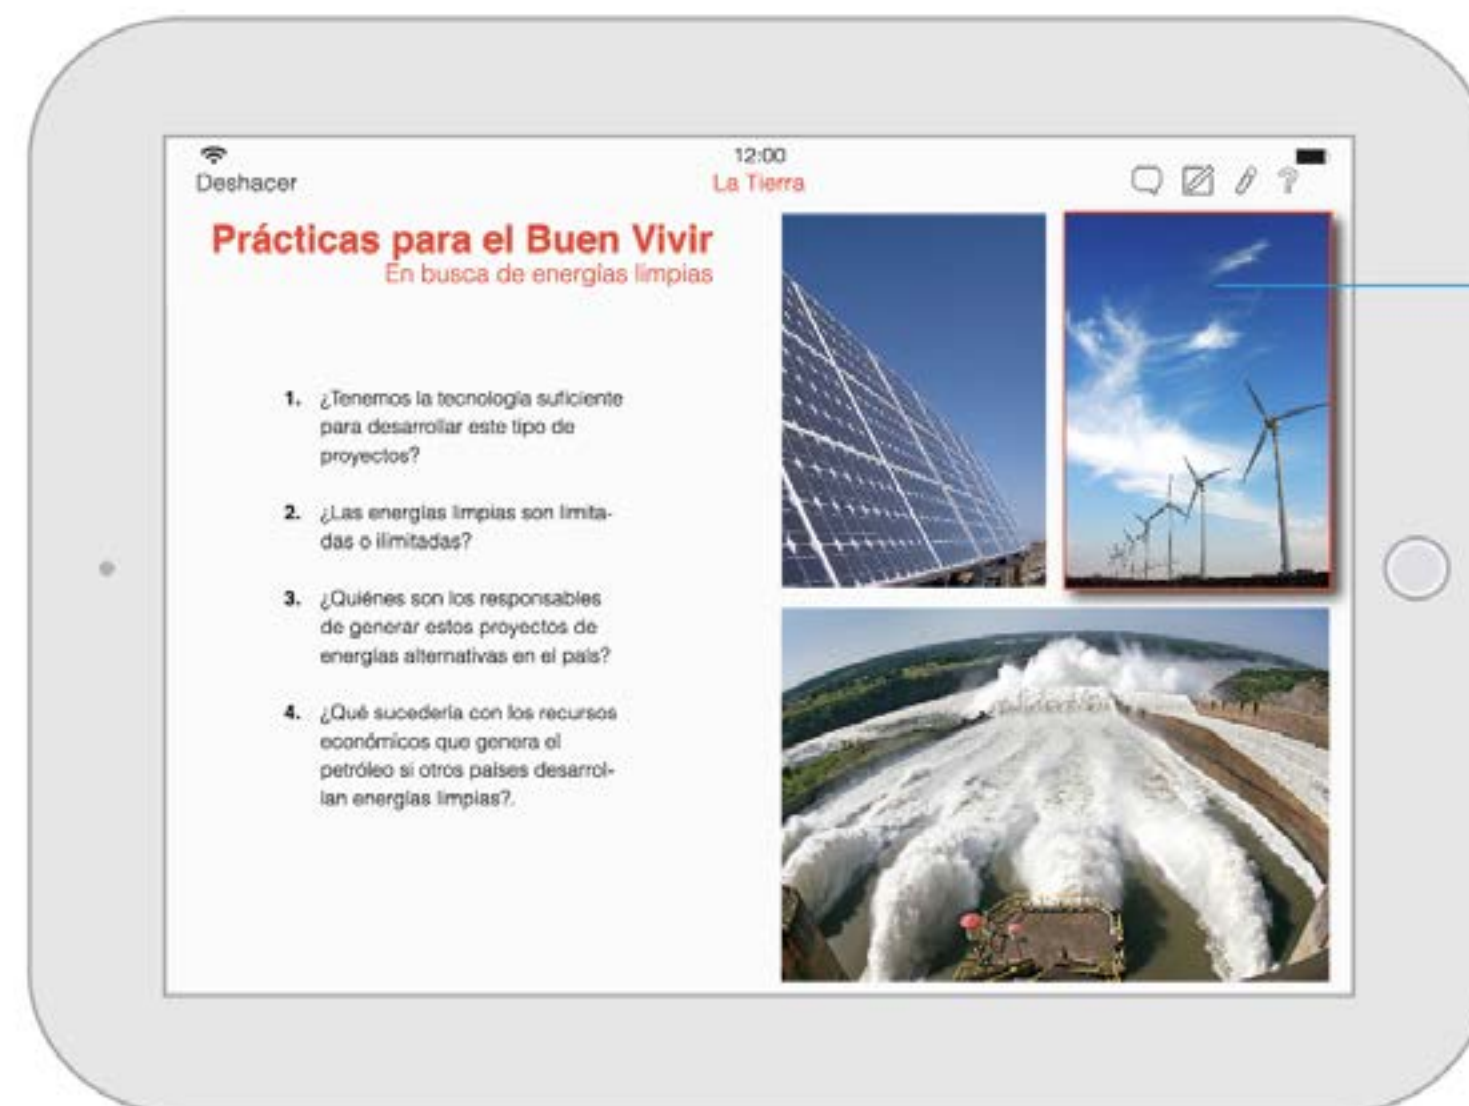 12:00
Deshacer
La Tierra
Prácticas para el Buen Vivir
En busca de energías limpias
1. ¿Tenemos la tecnología suficiente
para desarrollar este tipo de
proyectos?
2. ¿Las energías limpias son limita-
das o ilimitadas?
3. ¿Quiénes son los responsables
de generar estos proyectos de
energías alternativas en el país?
4. ¿Qué sucedería con los recursos
económicos que genera el
petróleo si otros países desarrol-
lan energías limpias?.